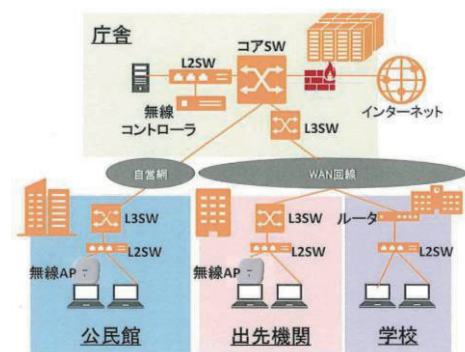 庁舎
コアSW
L2SW
無線
コントローラ
インターネット
L3SW
自営網
WAN回線
L3SW
L2SW
無線AP
公民館
L3SW
L2SW
無線AP
出先機関
ルータ
L2SW
学校